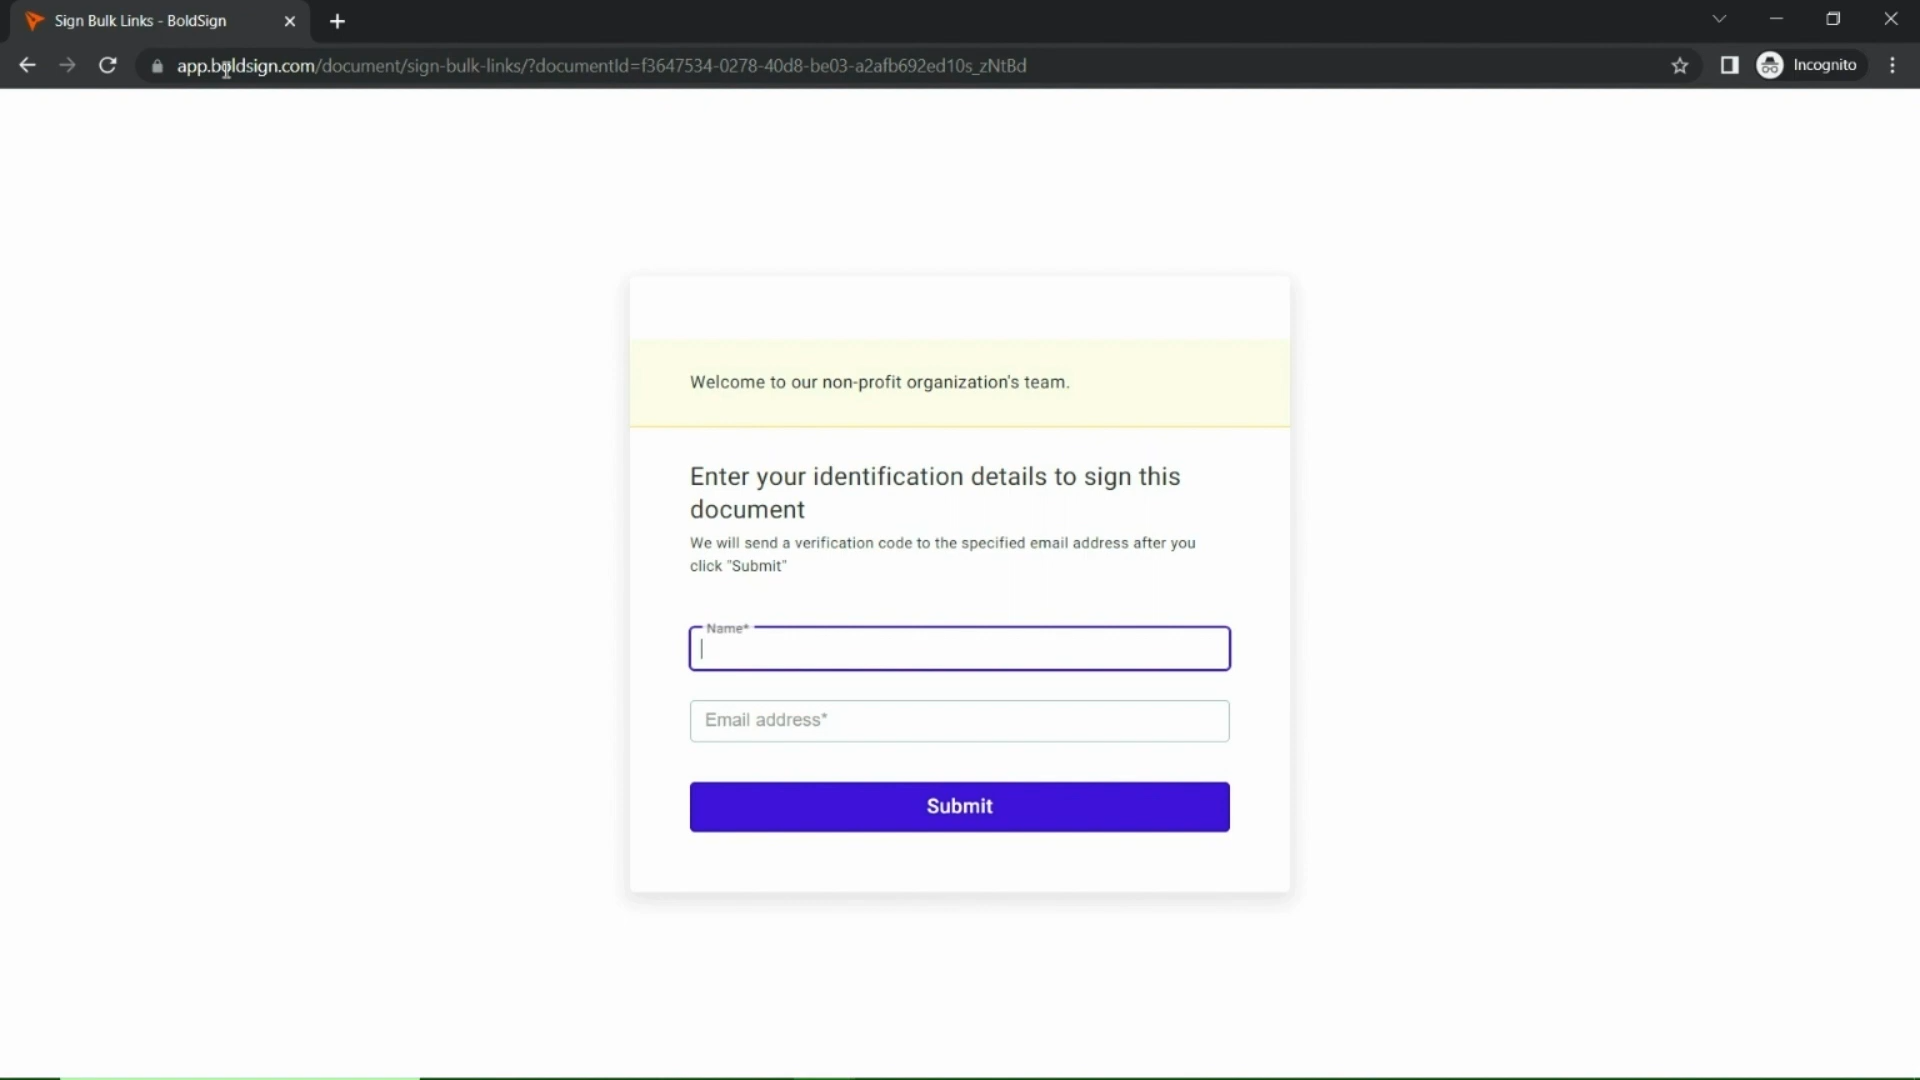 Sign Bulk Links - BoldSign
app.boldsign.com/document/sign-bulk-links/?documentId=f3647534-0278-40d8-be03-a2afb692ed10s_zNtBd
Incognito
Welcome to our non-profit organization's team.
Enter your identification details to sign this
document
We will send a verification code to the specified email address after you
click "Submit"
Name*
Email address*
Submit